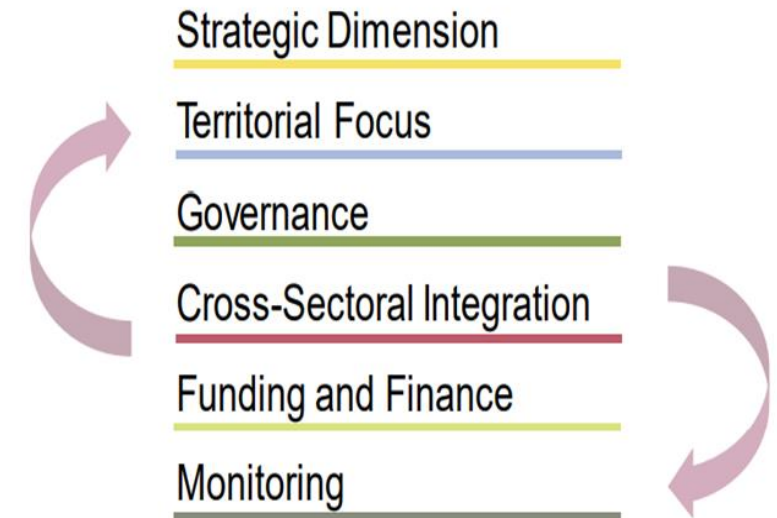 Strategic Dimension
Territorial Focus
Governance
Cross-Sectoral Integration
Funding and Finance
Monitoring